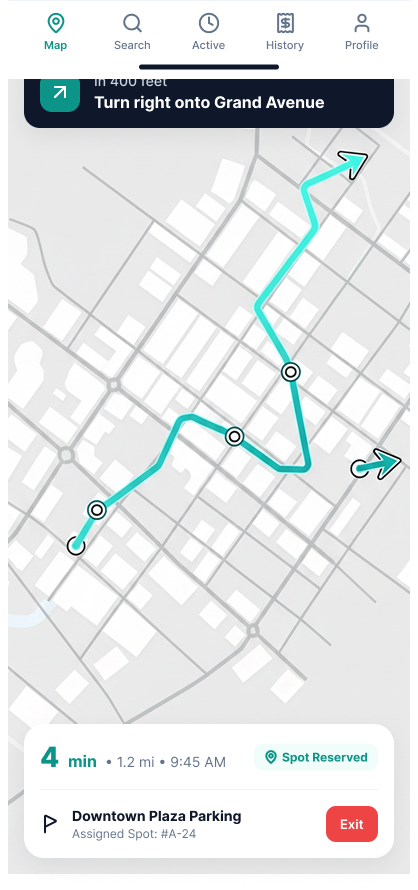 Map
Search
Active
History
Profile
In 400 feet
Turn right onto Grand Avenue
4 min • 1.2 mi • 9:45 AM
Spot Reserved
Downtown Plaza Parking
Assigned Spot: #A-24
Exit